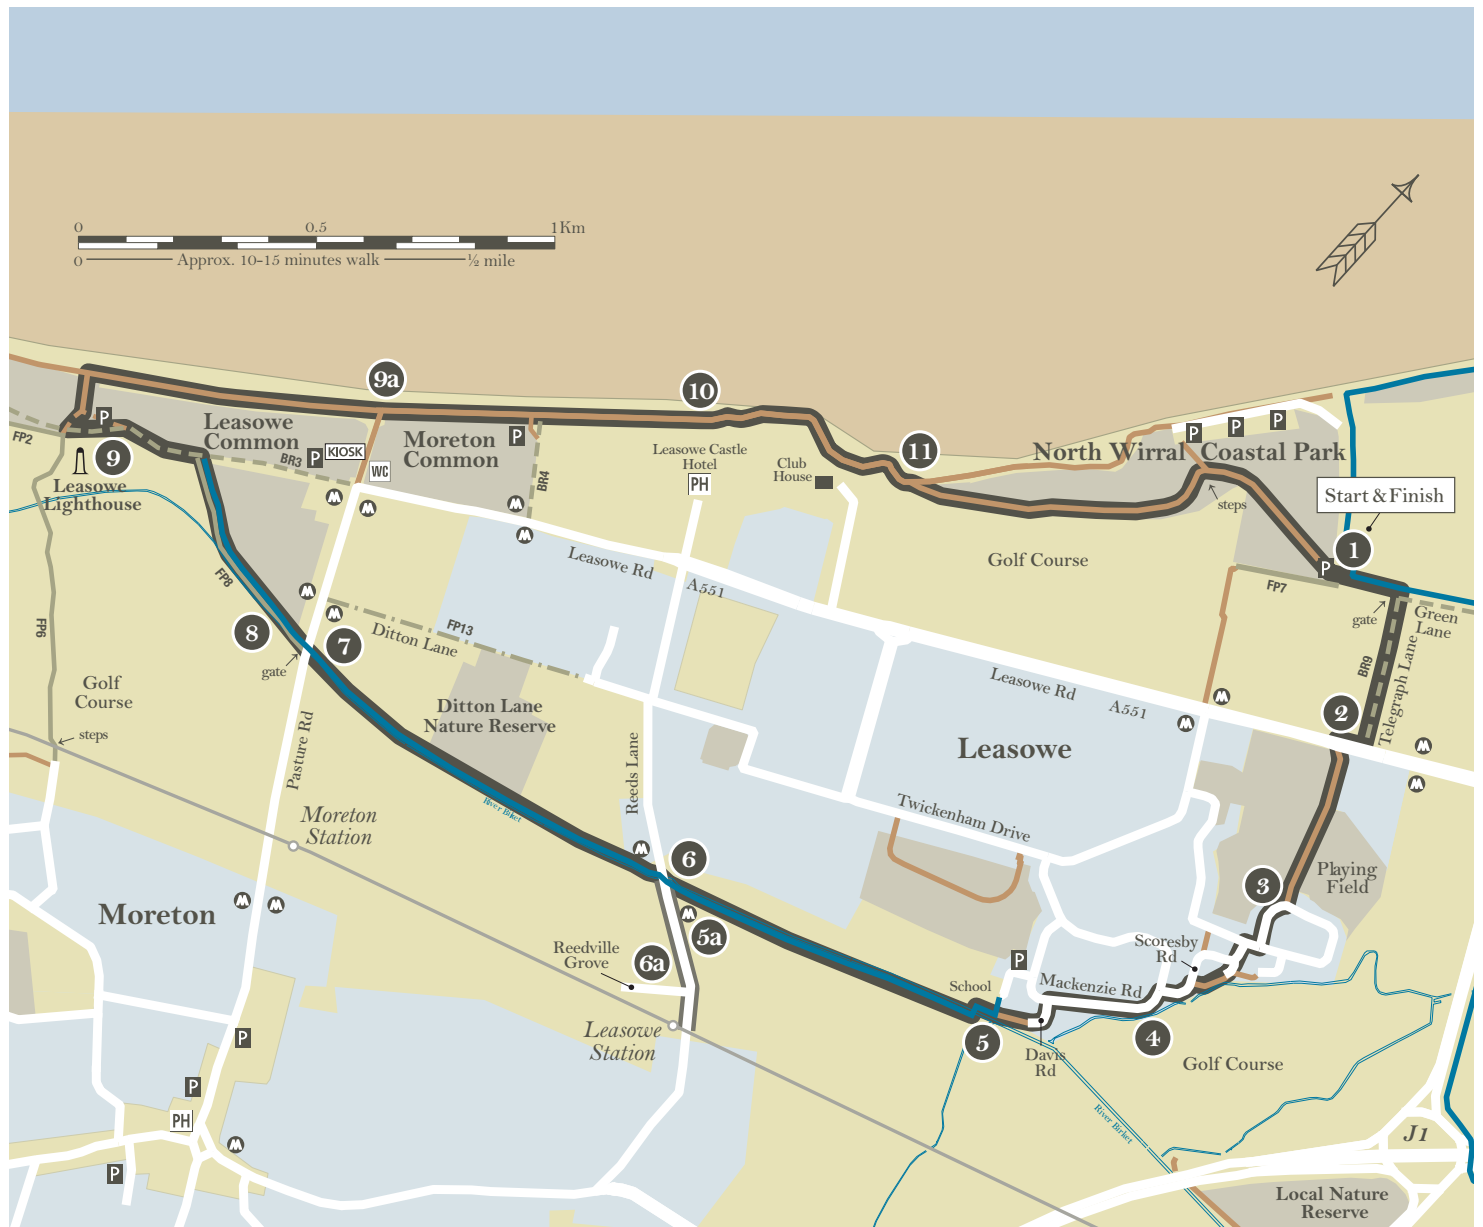 0
0.5
1Km
0
Approx. 10-15 minutes walk
½ mile
9a
10
11
Leasowe
Common
Moreton
Common
P
P
P
KIOSK
WC
BR3
BR4
FP2
9
Leasowe
Lighthouse
Leasowe Castle
Hotel
PH
Club
House
North Wirral Coastal Park
P
P
P
steps
Start & Finish
1
P
FP7
gate
Green
Lane
BR9
Telegraph Lane
2
Golf Course
M
M
M
M
Leasowe Rd
A551
FP8
FP6
8
7
gate
M
M
FP13
Ditton Lane
Golf
Course
steps
Ditton Lane
Nature Reserve
Leasowe Rd
A551
M
M
M
M
Leasowe
Pasture Rd
Reeds Lane
Moreton
Station
River Birket
Twickenham Drive
Playing
Field
3
M
6
M
5a
Moreton
M
M
Reedville
Grove
6a
Scoresby
Rd
P
School
Mackenzie Rd
Leasowe
Station
5
Davis
Rd
4
Golf Course
River Birket
P
P
PH
M
P
J1
Local Nature
Reserve